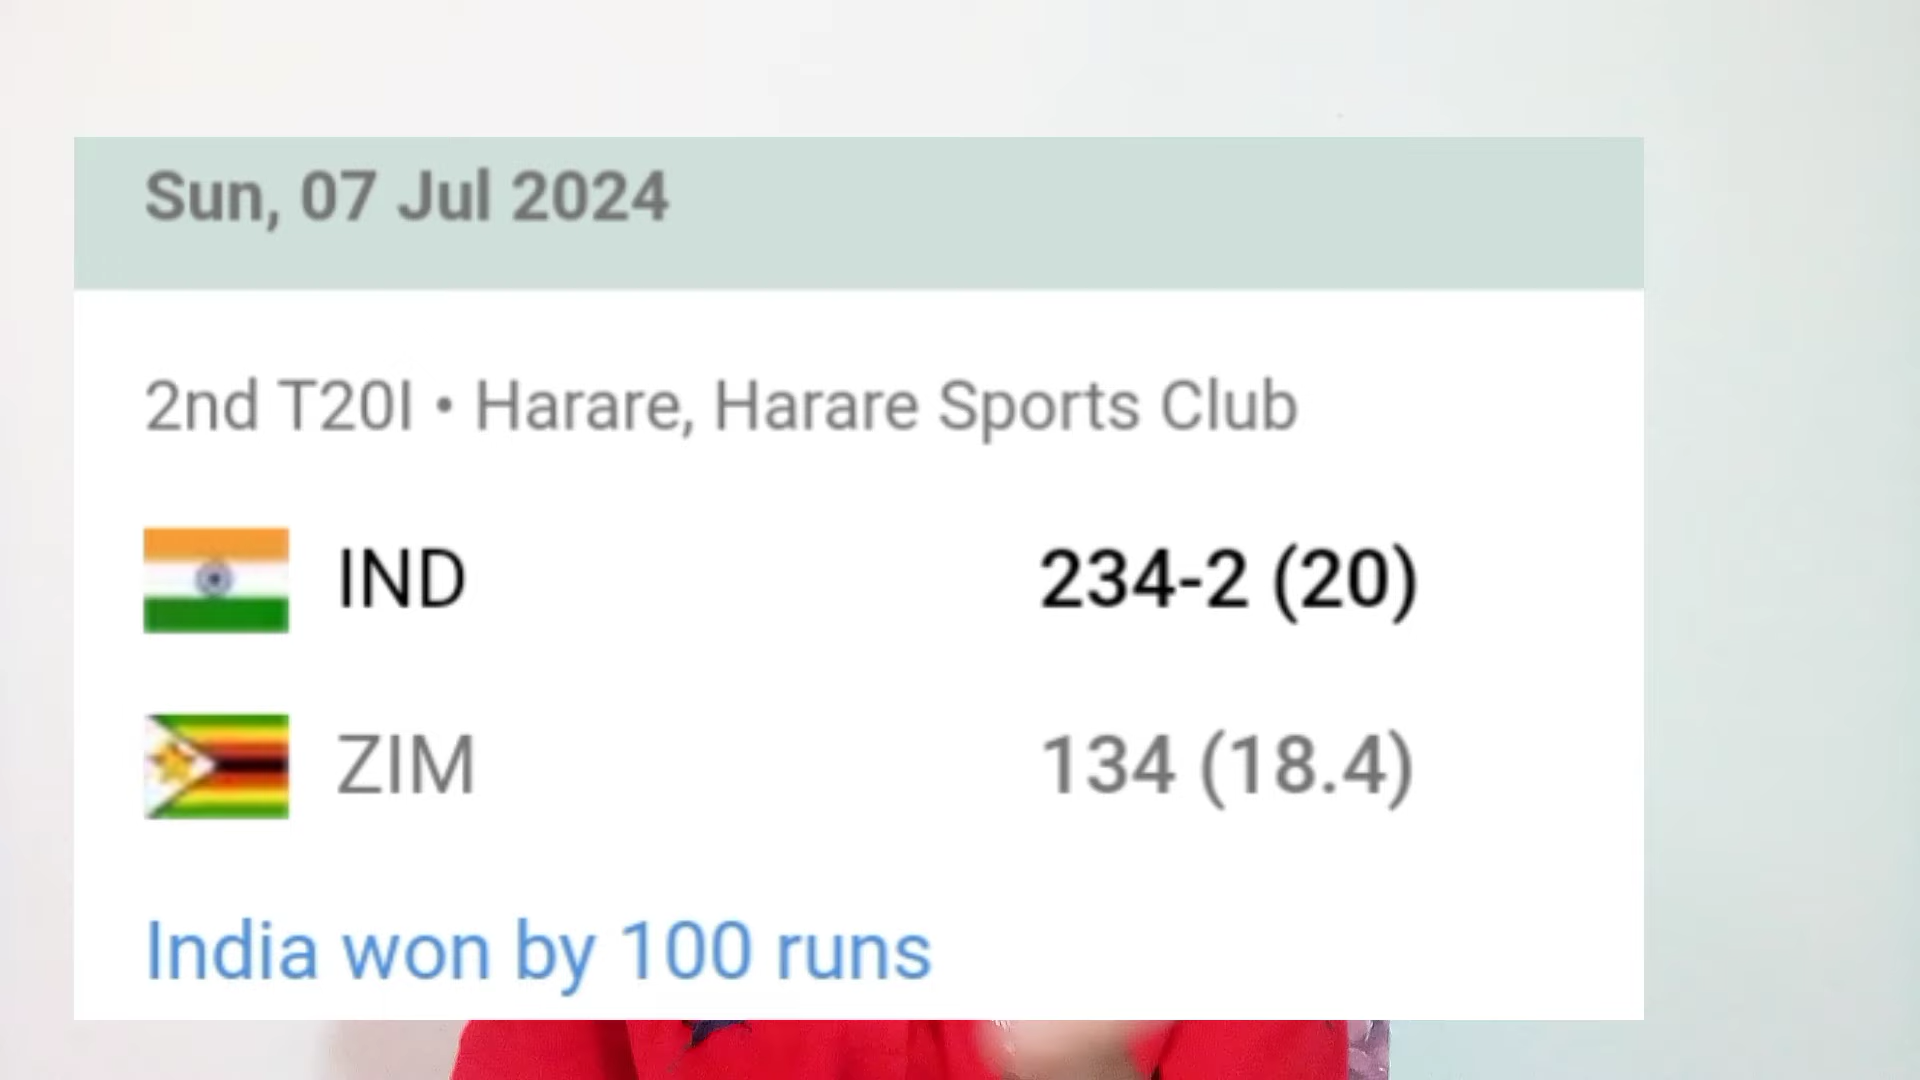 Sun, 07 Jul 2024
2nd T20I • Harare, Harare Sports Club
IND 234-2 (20)
ZIM 134 (18.4)
India won by 100 runs